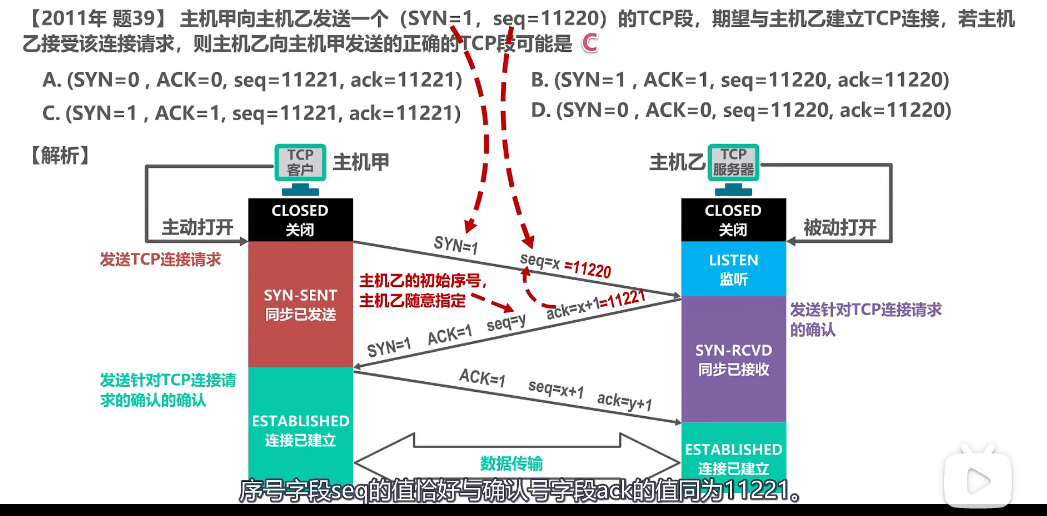 【2011年 题39】 主机甲向主机乙发送一个（SYN=1，seq=11220）的TCP段，期望与主机乙建立TCP连接，若主机
乙接受该连接请求，则主机乙向主机甲发送的正确的TCP段可能是 C
A. (SYN=0 , ACK=0, seq=11221, ack=11221)
B. (SYN=1 , ACK=1, seq=11220, ack=11220)
C. (SYN=1 , ACK=1, seq=11221, ack=11221)
D. (SYN=0 , ACK=0, seq=11220, ack=11220)
【解析】
TCP
客户
主机甲
主机乙
TCP
服务器
CLOSED
关闭
CLOSED
关闭
主动打开
被动打开
发送TCP连接请求
SYN=1
seq=x =11220
LISTEN
监听
SYN-SENT
同步已发送
主机乙的初始序号，
主机乙随意指定
SYN=1 ACK=1 seq=y ack=x+1=11221
发送针对TCP连接请求
的确认
SYN-RCVD
同步已接收
发送针对TCP连接请
求的确认的确认
ACK=1 seq=x+1 ack=y+1
ESTABLISHED
连接已建立
ESTABLISHED
连接已建立
数据传输
序号字段seq的值恰好与确认号字段ack的值同为11221。